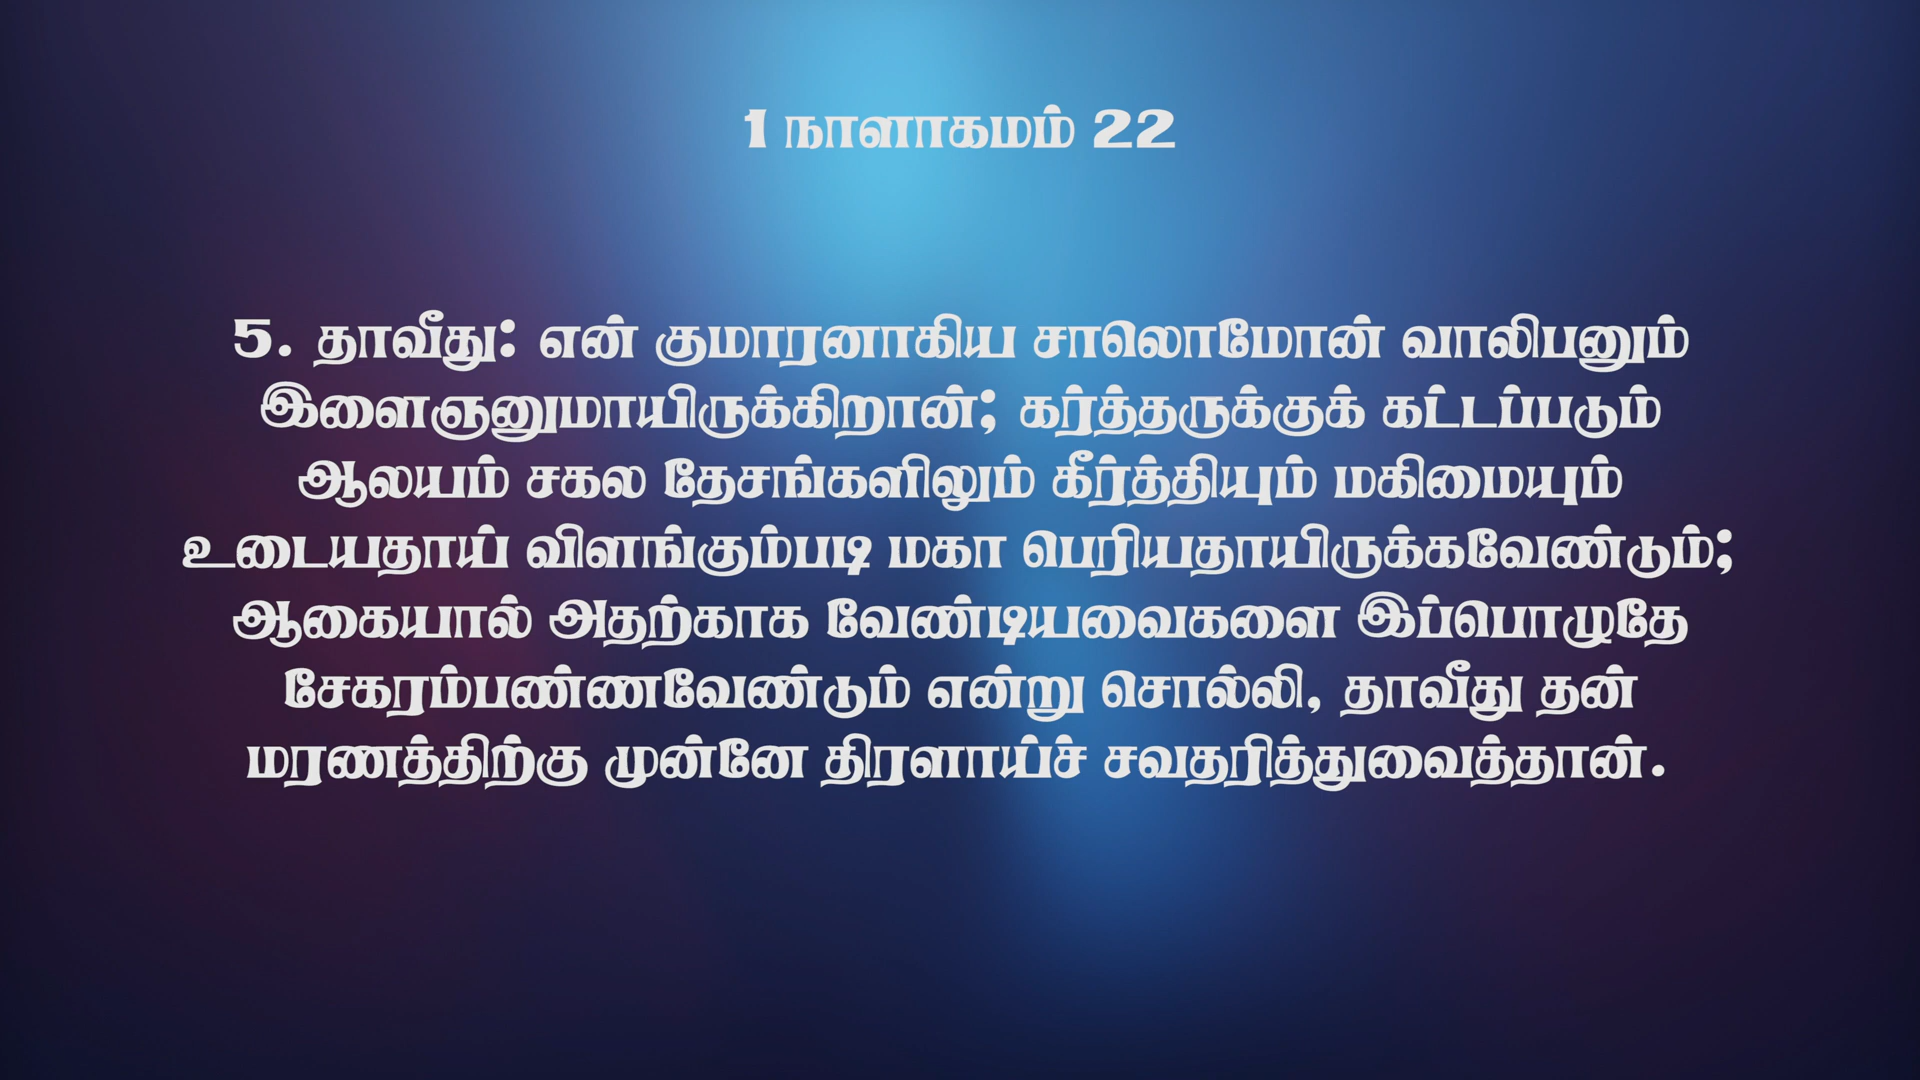 1 நாளாகமம் 22
5. தாவீது: என் குமாரனாகிய சாலொமோன் வாலிபனும்
இளைஞனுமாயிருக்கிறான்; கர்த்தருக்குக் கட்டப்படும்
ஆலயம் சகல தேசங்களிலும் கீர்த்தியும் மகிமையும்
உடையதாய் விளங்கும்படி மகா பெரியதாயிருக்கவேண்டும்;
ஆகையால் அதற்காக வேண்டியவைகளை இப்பொழுதே
சேகரம்பண்ணவேண்டும் என்று சொல்லி, தாவீது தன்
மரணத்திற்கு முன்னே திரளாய்ச் சவதரித்துவைத்தான்.